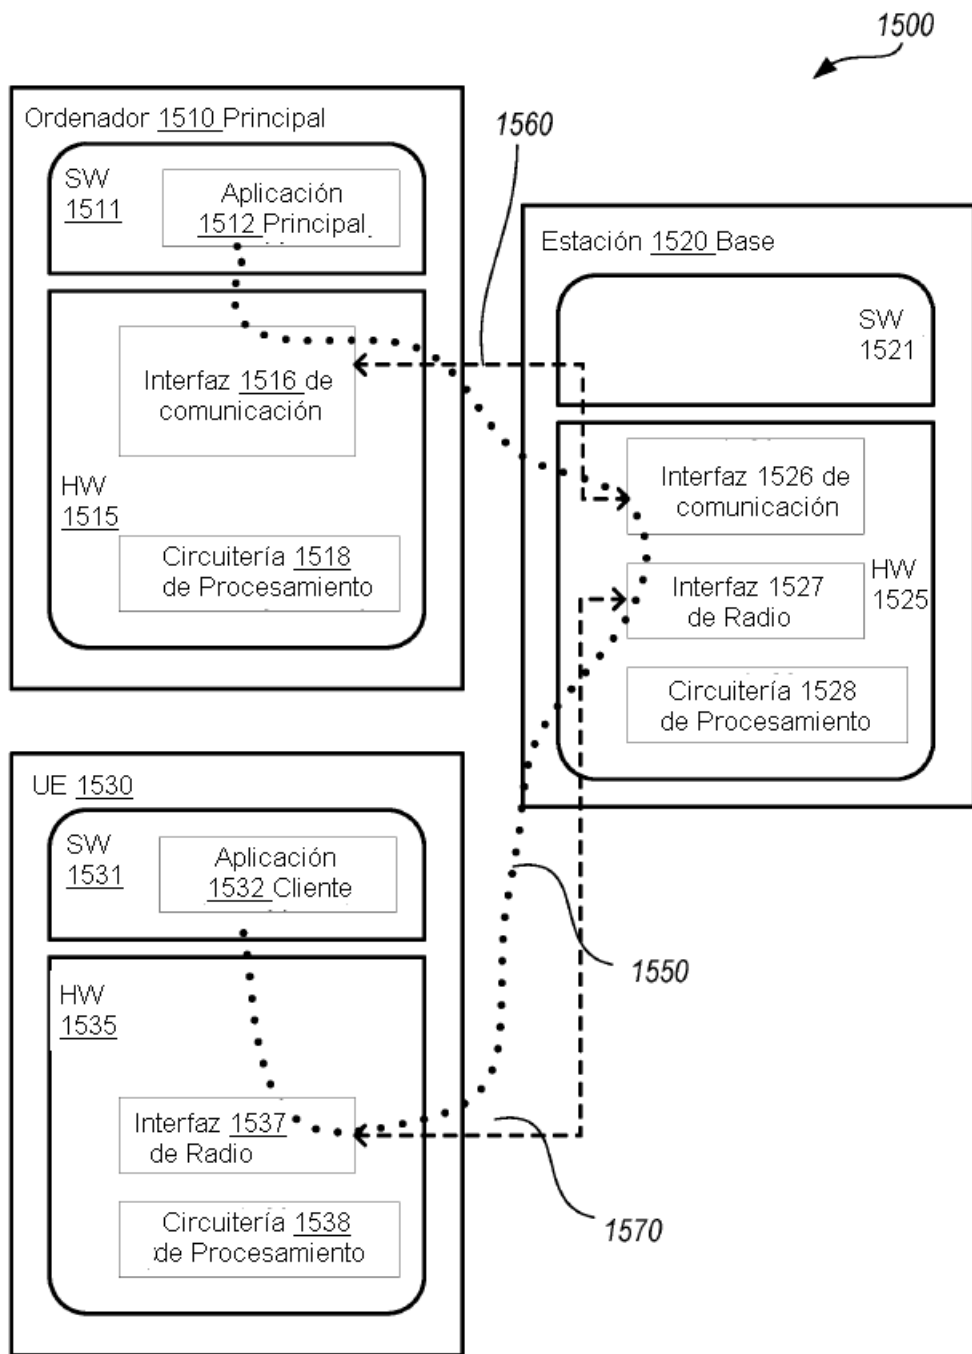 1500
Ordenador 1510 Principal
SW
1511
Aplicación
1512 Principal
1560
Interfaz 1516 de
comunicación
HW
1515
Circuitería 1518
de Procesamiento
Estación 1520 Base
SW
1521
Interfaz 1526 de
comunicación
Interfaz 1527
de Radio
HW
1525
Circuitería 1528
de Procesamiento
UE 1530
SW
1531
Aplicación
1532 Cliente
1550
HW
1535
Interfaz 1537
de Radio
1570
Circuitería 1538
de Procesamiento